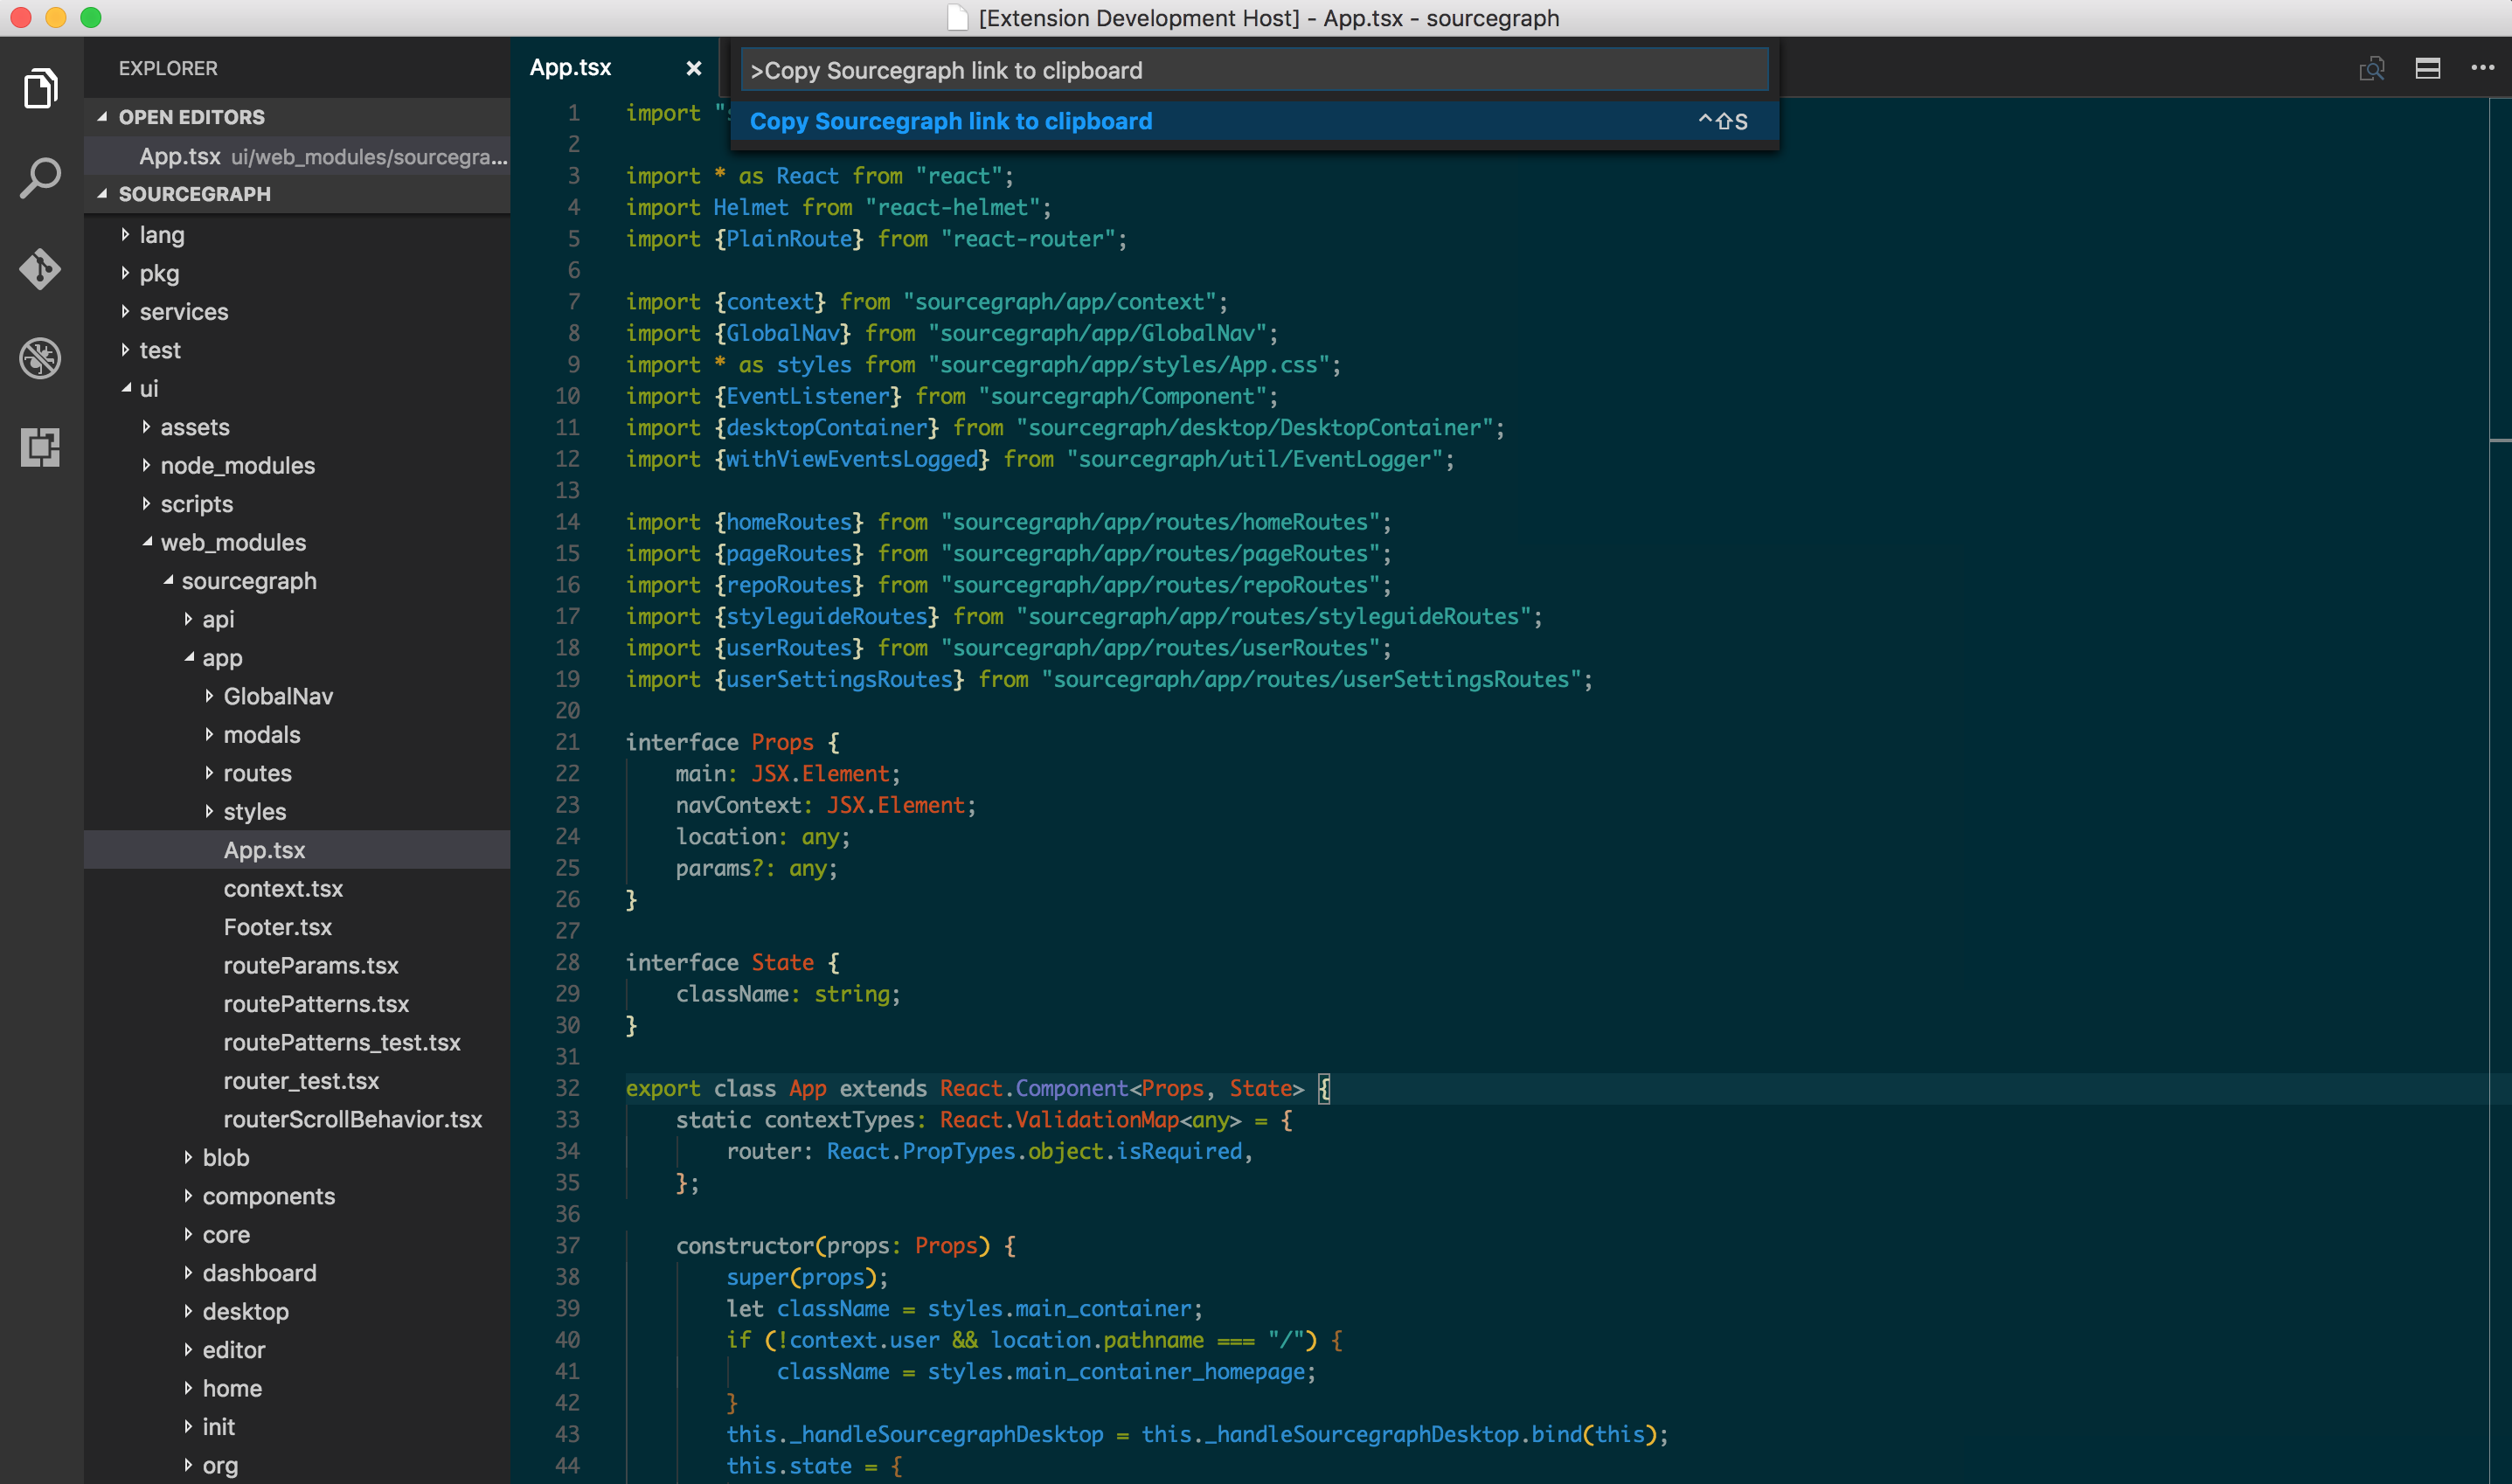 [Extension Development Host] - App.tsx - sourcegraph
EXPLORER
OPEN EDITORS
App.tsx ui/web_modules/sourcegra...
SOURCEGRAPH
lang
pkg
services
test
ui
assets
node_modules
scripts
web_modules
sourcegraph
api
app
GlobalNav
modals
routes
styles
App.tsx
context.tsx
Footer.tsx
routeParams.tsx
routePatterns.tsx
routePatterns_test.tsx
router_test.tsx
routerScrollBehavior.tsx
blob
components
core
dashboard
desktop
editor
home
init
org
App.tsx
>Copy Sourcegraph link to clipboard
Copy Sourcegraph link to clipboard ^⇧S
1 import "
2
3 import * as React from "react";
4 import Helmet from "react-helmet";
5 import {PlainRoute} from "react-router";
6
7 import {context} from "sourcegraph/app/context";
8 import {GlobalNav} from "sourcegraph/app/GlobalNav";
9 import * as styles from "sourcegraph/app/styles/App.css";
10 import {EventListener} from "sourcegraph/Component";
11 import {desktopContainer} from "sourcegraph/desktop/DesktopContainer";
12 import {withViewEventsLogged} from "sourcegraph/util/EventLogger";
13
14 import {homeRoutes} from "sourcegraph/app/routes/homeRoutes";
15 import {pageRoutes} from "sourcegraph/app/routes/pageRoutes";
16 import {repoRoutes} from "sourcegraph/app/routes/repoRoutes";
17 import {styleguideRoutes} from "sourcegraph/app/routes/styleguideRoutes";
18 import {userRoutes} from "sourcegraph/app/routes/userRoutes";
19 import {userSettingsRoutes} from "sourcegraph/app/routes/userSettingsRoutes";
20
21 interface Props {
22 main: JSX.Element;
23 navContext: JSX.Element;
24 location: any;
25 params?: any;
26 }
27
28 interface State {
29 className: string;
30 }
31
32 export class App extends React.Component<Props, State> {
33 static contextTypes: React.ValidationMap<any> = {
34 router: React.PropTypes.object.isRequired,
35 };
36
37 constructor(props: Props) {
38 super(props);
39 let className = styles.main_container;
40 if (!context.user && location.pathname === "/") {
41 className = styles.main_container_homepage;
42 }
43 this._handleSourcegraphDesktop = this._handleSourcegraphDesktop.bind(this);
44 this.state = {